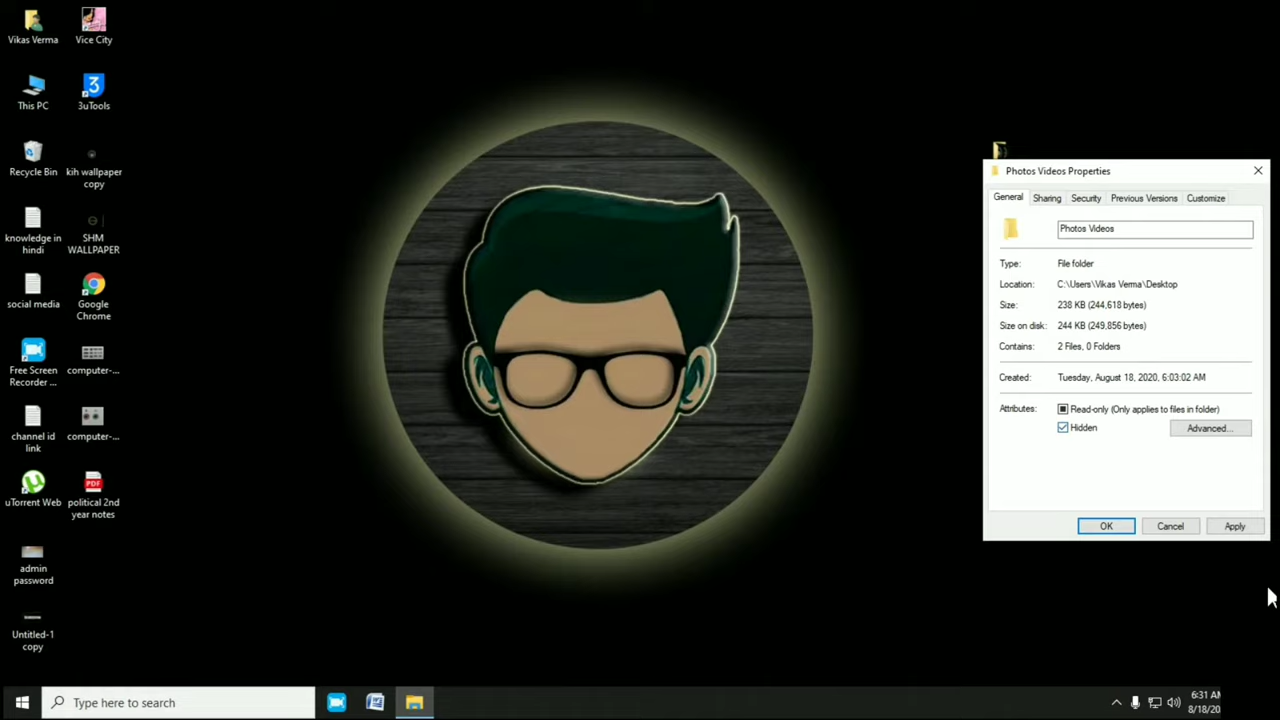 Vikas Verma
Vice City
This PC
3uTools
Recycle Bin
kih wallpaper
copy
knowledge in
hindi
SHM
WALLPAPER
social media
Google
Chrome
Free Screen
Recorder ...
computer-...
channel id
link
computer-...
uTorrent Web
political 2nd
year notes
PDF
admin
password
Untitled-1
copy
Photos Videos Properties
General Sharing Security Previous Versions Customize
Photos Videos
Type: File folder
Location: C:\Users\Vikas Verma\Desktop
Size: 238 KB (244,618 bytes)
Size on disk: 244 KB (249,856 bytes)
Contains: 2 Files, 0 Folders
Created: Tuesday, August 18, 2020, 6:03:02 AM
Attributes: Read-only (Only applies to files in folder)
Hidden Advanced...
OK Cancel Apply
Type here to search
6:31 AM
8/18/20